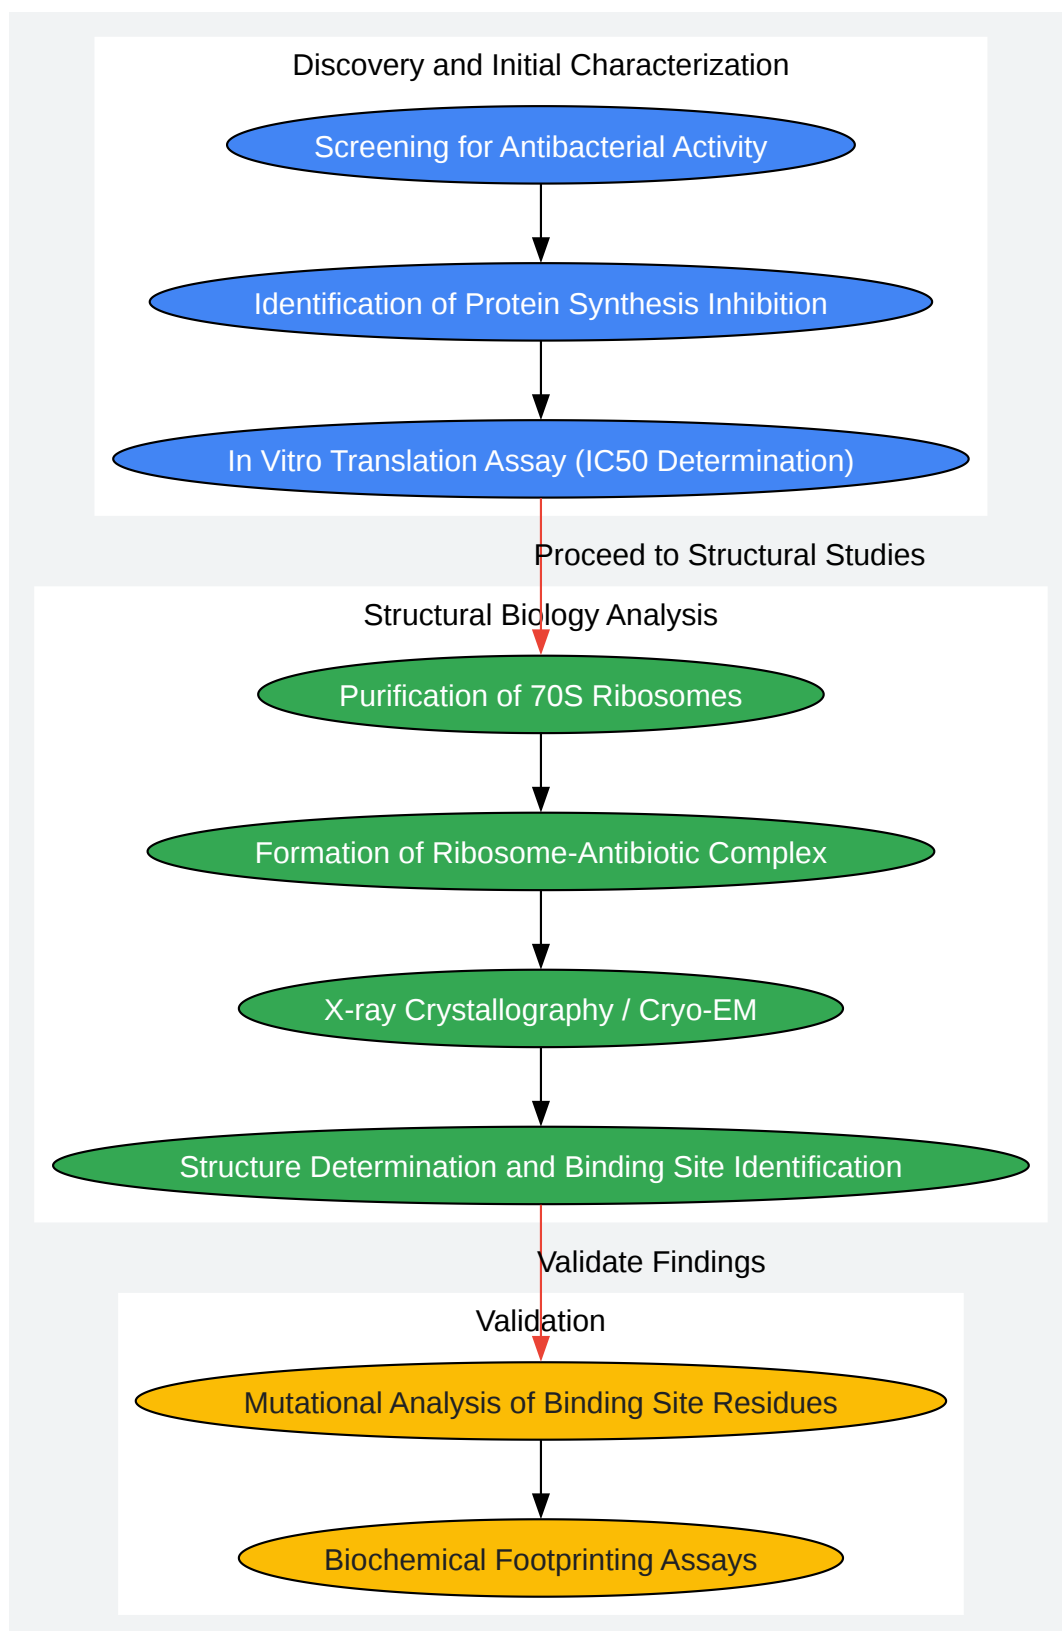 Discovery and Initial Characterization
Screening for Antibacterial Activity
Identification of Protein Synthesis Inhibition
In Vitro Translation Assay (IC50 Determination)
Proceed to Structural Studies
Structural Biology Analysis
Purification of 70S Ribosomes
Formation of Ribosome-Antibiotic Complex
X-ray Crystallography / Cryo-EM
Structure Determination and Binding Site Identification
Validate Findings
Validation
Mutational Analysis of Binding Site Residues
Biochemical Footprinting Assays